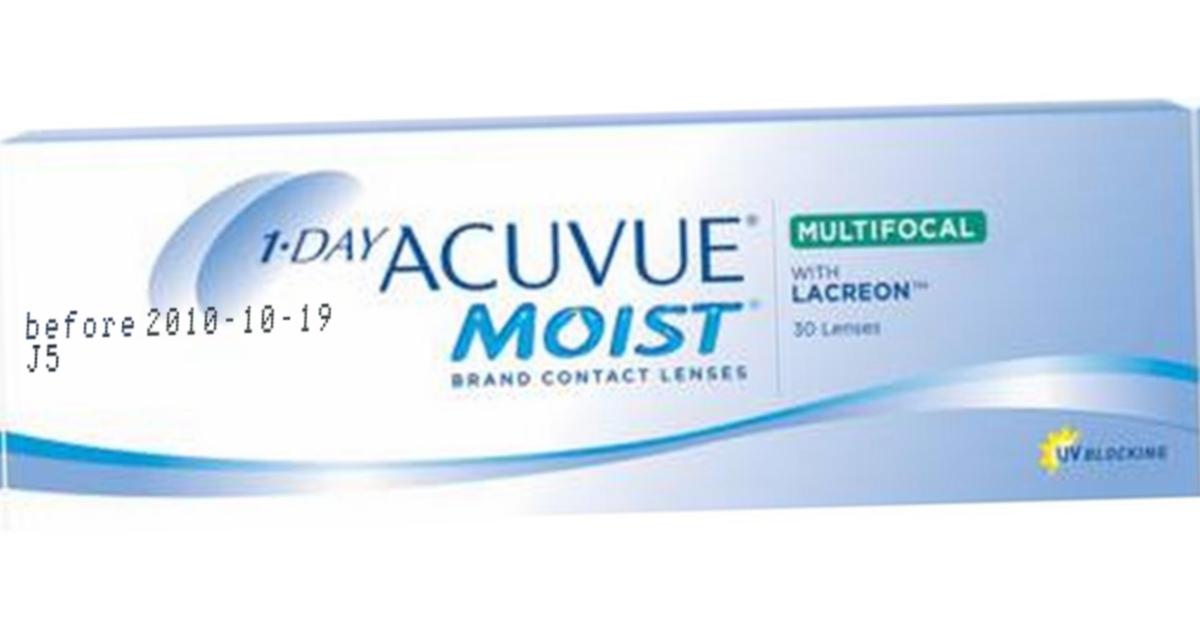 1·DAY ACUVUE®
MOIST®
BRAND CONTACT LENSES
MULTIFOCAL
WITH
LACREON™
30 Lenses
before 2010-10-19
J5
UV BLOCKING